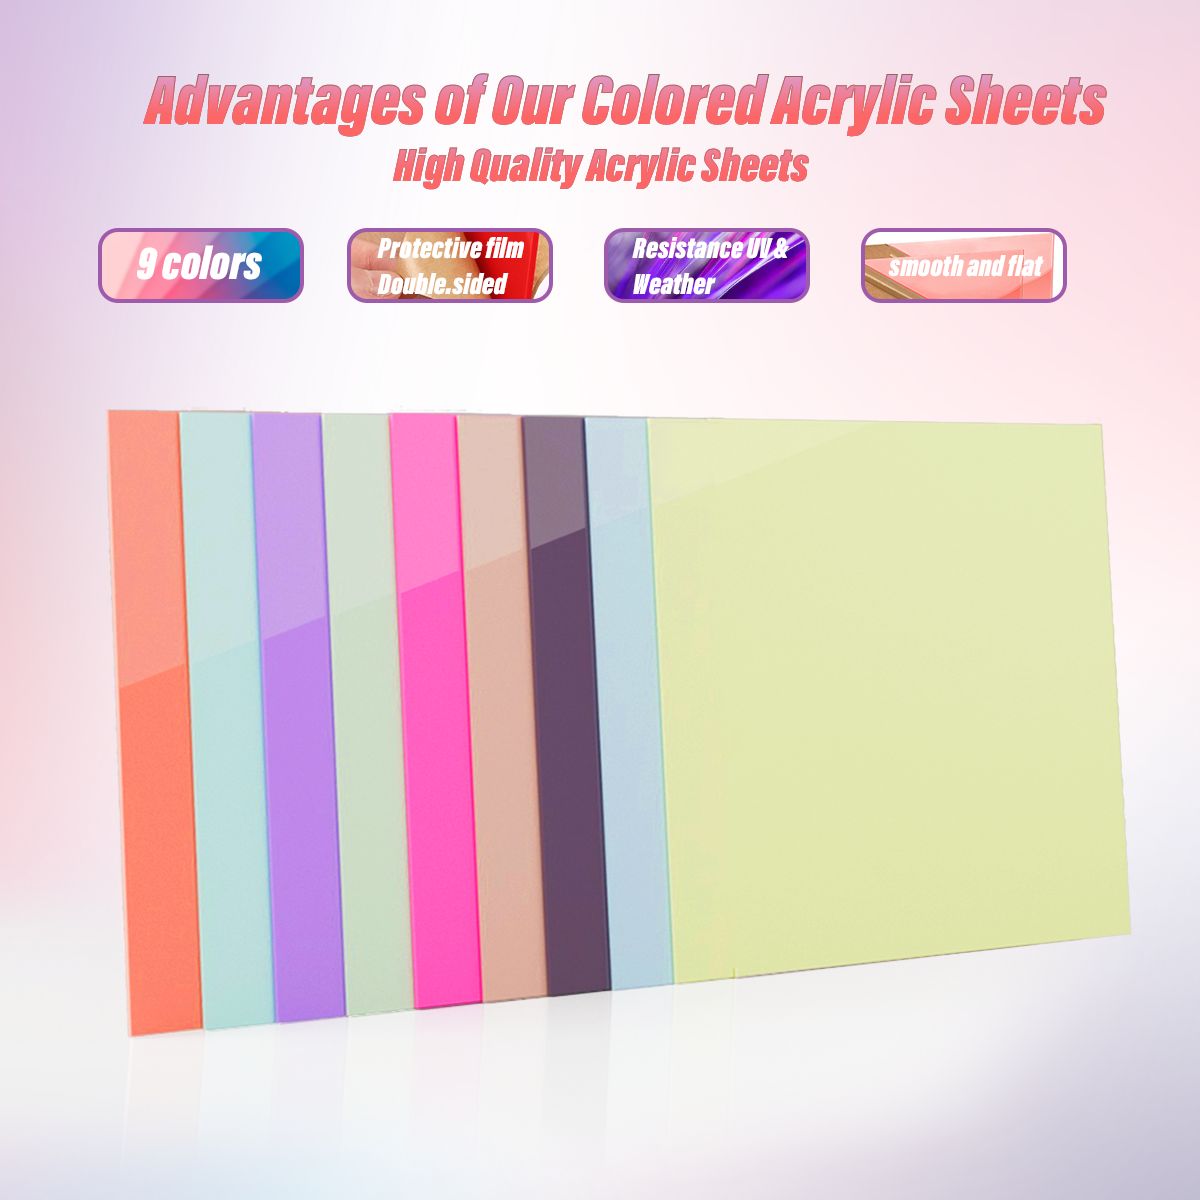 Advantages of Our Colored Acrylic Sheets
High Quality Acrylic Sheets
9 colors
Protective film
Double.sided
Resistance UV &
Weather
smooth and flat